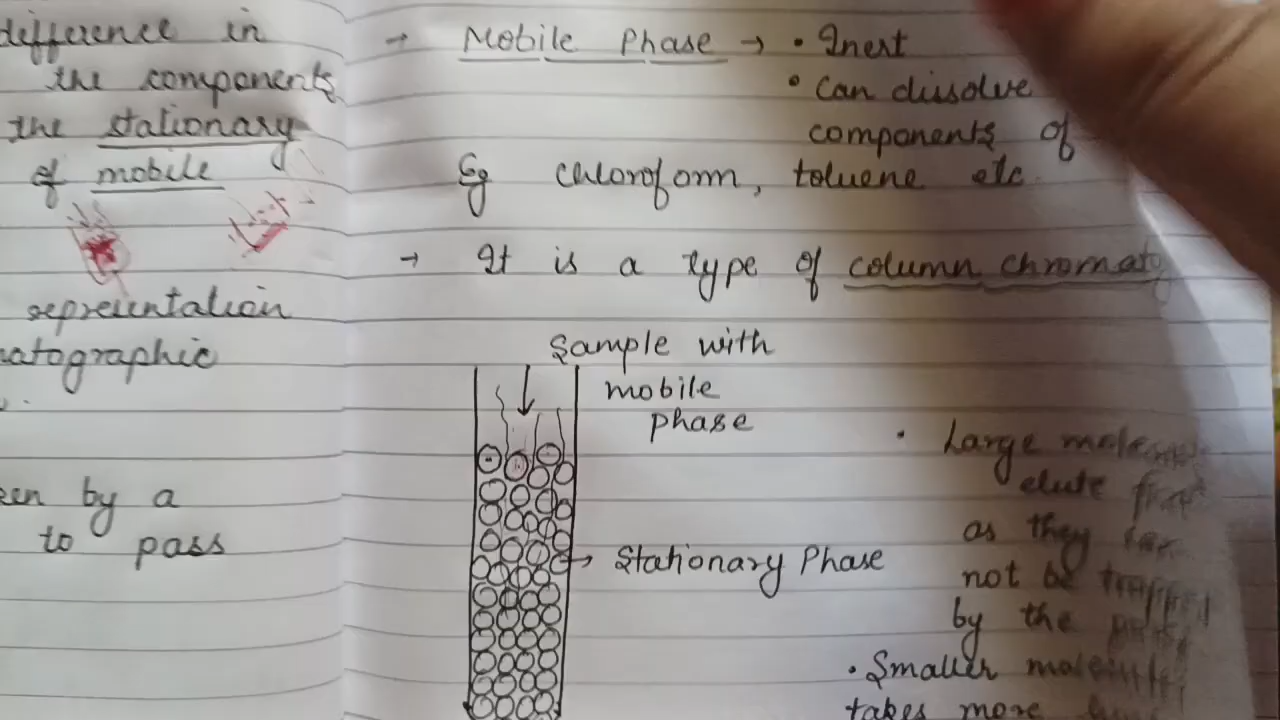 difference in
the components
the stationary
of mobile
representation
atographic
en by a
to pass
→ Mobile Phase → • Inert
• Can dissolve
components of
Eg chloroform, toluene etc
→ It is a type of column chromato
Sample with
mobile
phase
→ Stationary Phase
• Large
elute
as they
not be trapped
by the
• Smaller
takes more